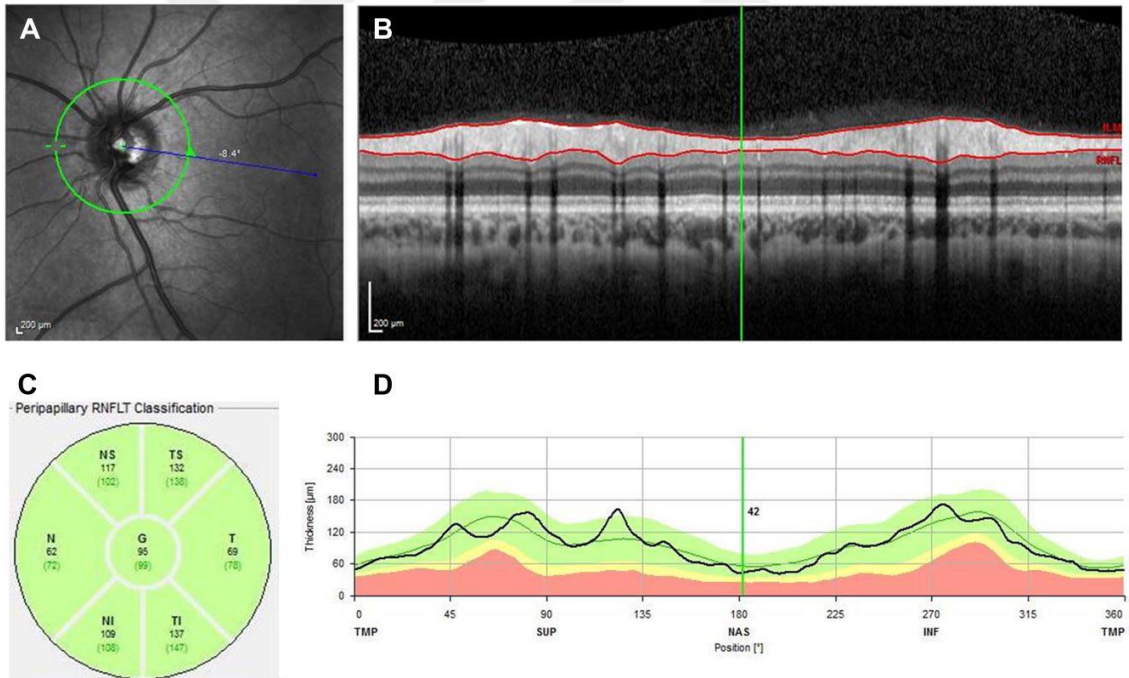 A
-8.4°
200 µm
B
ILM
RNFL
200 µm
C
Peripapillary RNFLT Classification
NS
117
(102)
TS
132
(138)
N
62
(72)
G
95
(99)
T
69
(78)
NI
109
(108)
TI
137
(147)
D
Thickness [µm]
300
240
180
120
60
0
42
0 45 90 135 180 225 270 315 360
TMP SUP NAS INF TMP
Position [°]